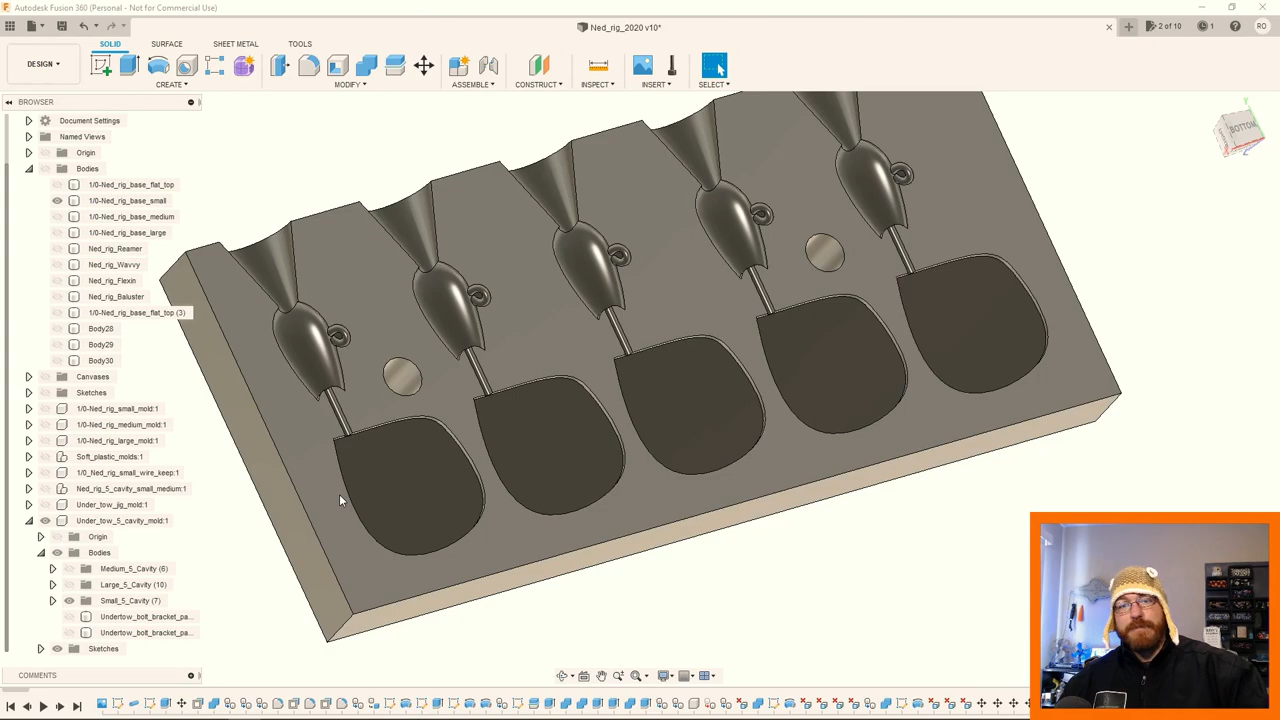 Autodesk Fusion 360 (Personal - Not for Commercial Use)
Ned_rig_2020 v10*
2 of 10
1
RO
SOLID
SURFACE
SHEET METAL
TOOLS
DESIGN
CREATE
MODIFY
ASSEMBLE
CONSTRUCT
INSPECT
INSERT
SELECT
BROWSER
Document Settings
Named Views
Origin
Bodies
1/0-Ned_rig_base_flat_top
1/0-Ned_rig_base_small
1/0-Ned_rig_base_medium
1/0-Ned_rig_base_large
Ned_rig_Reamer
Ned_rig_Wavvy
Ned_rig_Flexin
Ned_rig_Baluster
1/0-Ned_rig_base_flat_top (3)
Body28
Body29
Body30
Canvases
Sketches
1/0-Ned_rig_small_mold:1
1/0-Ned_rig_medium_mold:1
1/0-Ned_rig_large_mold:1
Soft_plastic_molds:1
1/0_Ned_rig_small_wire_keep:1
Ned_rig_5_cavity_small_medium:1
Under_tow_jig_mold:1
Under_tow_5_cavity_mold:1
Origin
Bodies
Medium_5_Cavity (6)
Large_5_Cavity (10)
Small_5_Cavity (7)
Undertow_bolt_bracket_pa...
Undertow_bolt_bracket_pa...
Sketches
COMMENTS
BOTTOM
Y